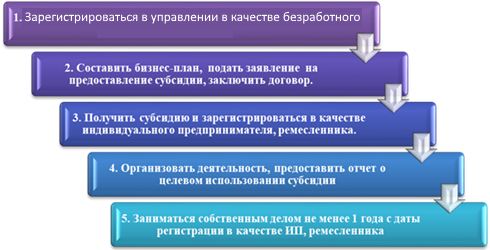 1. Зарегистрироваться в управлении в качестве безработного
2. Составить бизнес-план, подать заявление на
предоставление субсидии, заключить договор.
3. Получить субсидию и зарегистрироваться в качестве
индивидуального предпринимателя, ремесленника.
4. Организовать деятельность, предоставить отчет о
целевом использовании субсидии
5. Заниматься собственным делом не менее 1 года с даты
регистрации в качестве ИП, ремесленника